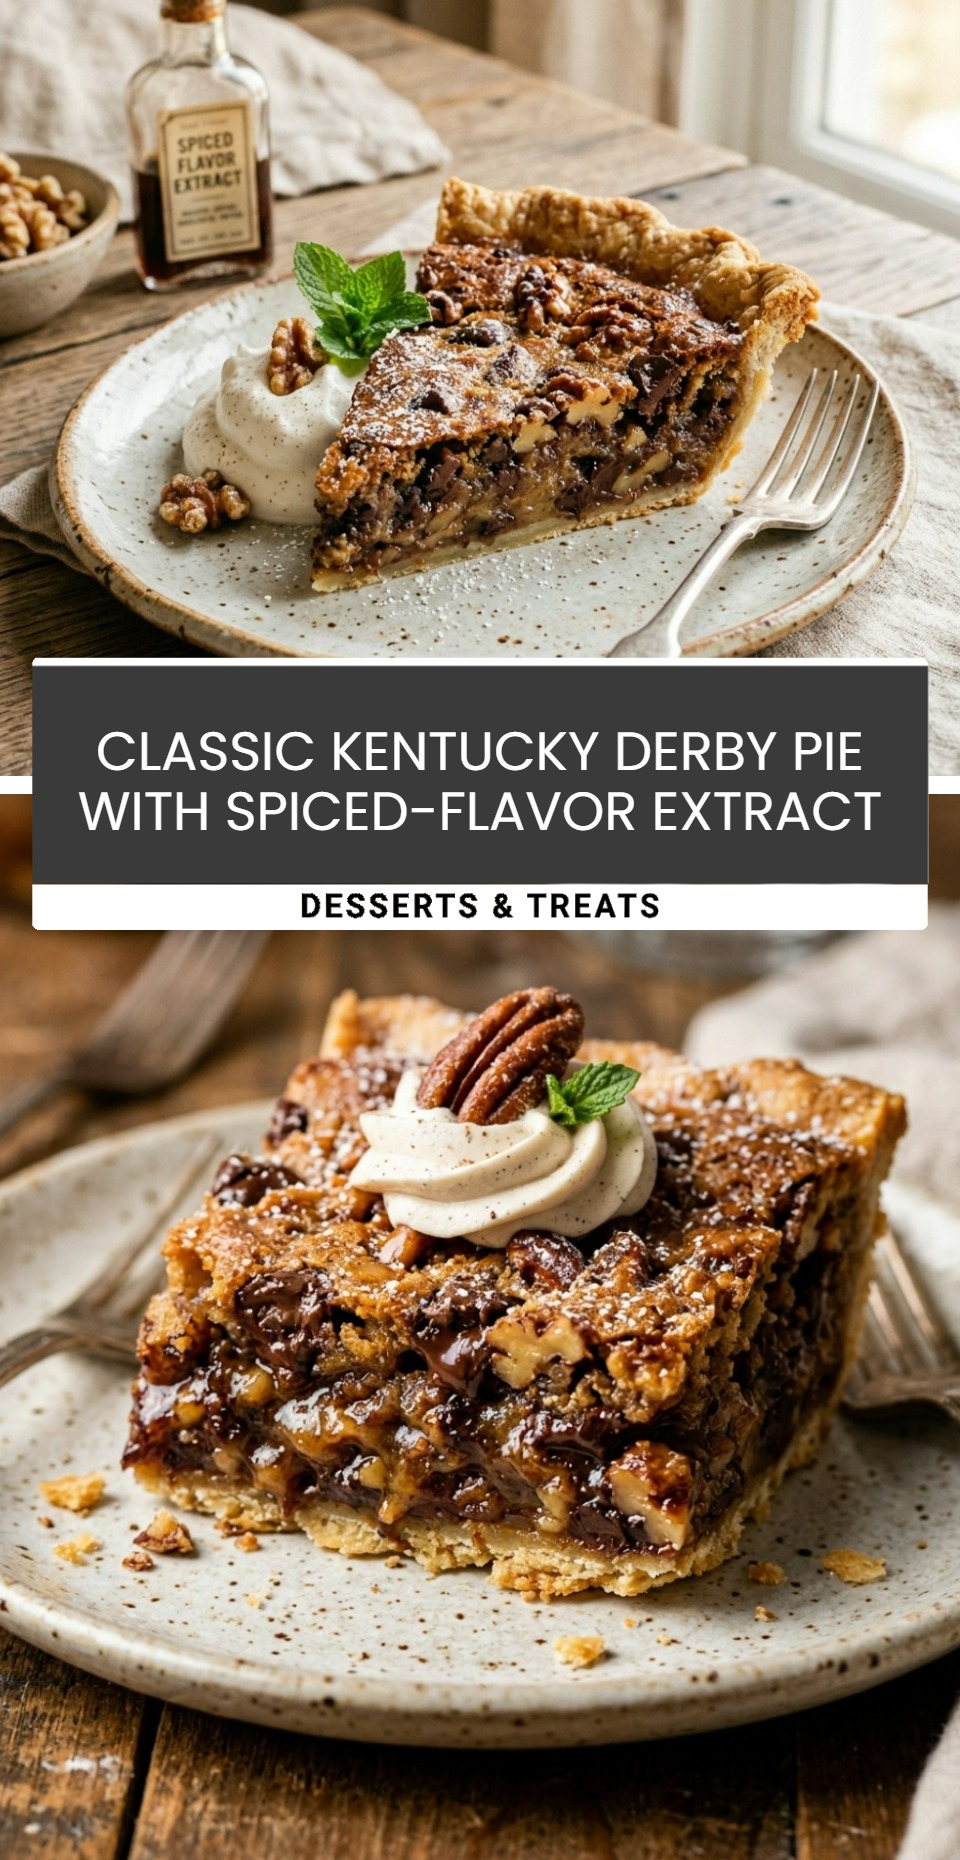 SPICED
FLAVOR
EXTRACT
CLASSIC KENTUCKY DERBY PIE
WITH SPICED-FLAVOR EXTRACT
DESSERTS & TREATS